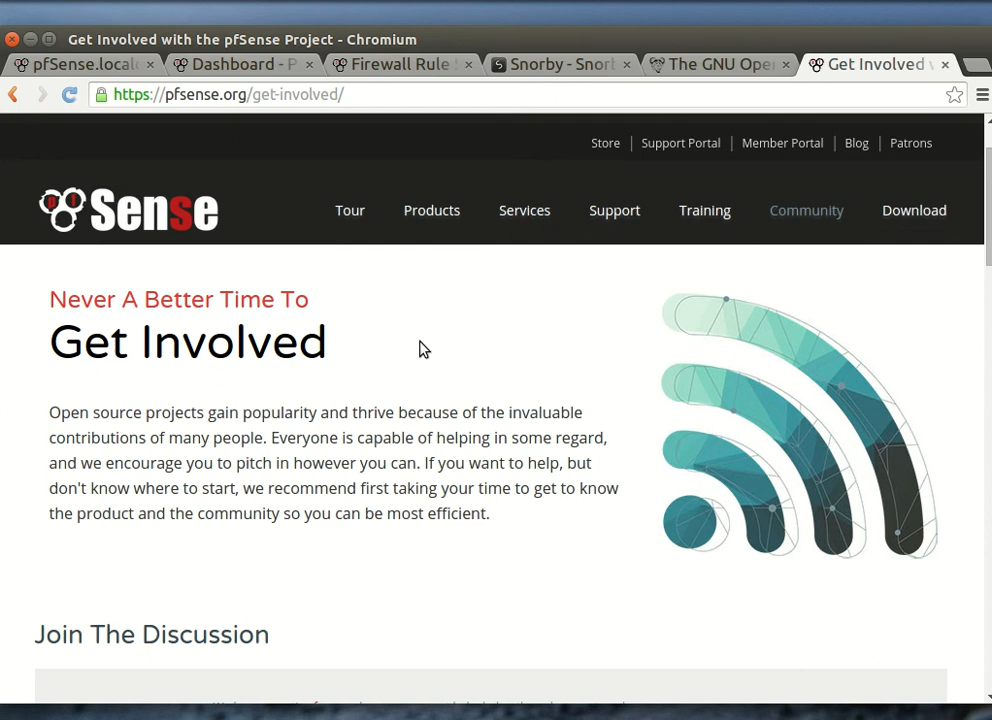 Get Involved with the pfSense Project - Chromium
pfSense.locale
Dashboard - P
Firewall Rule S
Snorby - Snor
The GNU Ope
Get Involved w
https://pfsense.org/get-involved/
Store
Support Portal
Member Portal
Blog
Patrons
pf Sense
Tour
Products
Services
Support
Training
Community
Download
Never A Better Time To
Get Involved
Open source projects gain popularity and thrive because of the invaluable
contributions of many people. Everyone is capable of helping in some regard,
and we encourage you to pitch in however you can. If you want to help, but
don't know where to start, we recommend first taking your time to get to know
the product and the community so you can be most efficient.
Join The Discussion